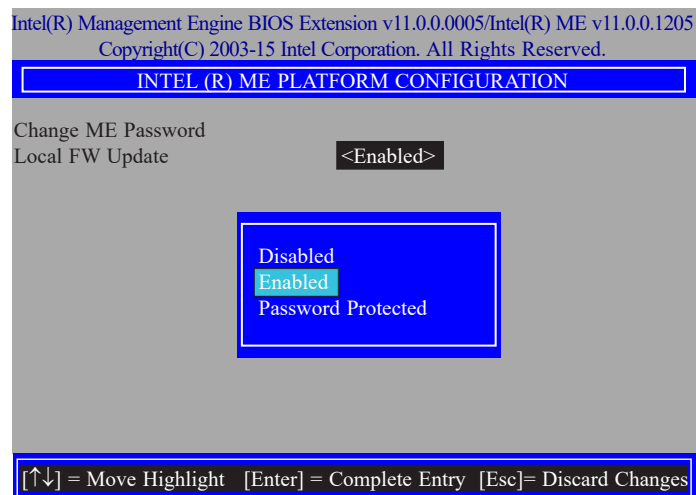 Intel(R) Management Engine BIOS Extension v11.0.0.0005/Intel(R) ME v11.0.0.1205
Copyright(C) 2003-15 Intel Corporation. All Rights Reserved.
INTEL (R) ME PLATFORM CONFIGURATION
Change ME Password
Local FW Update <Enabled>
Disabled
Enabled
Password Protected
[↑↓] = Move Highlight [Enter] = Complete Entry [Esc]= Discard Changes